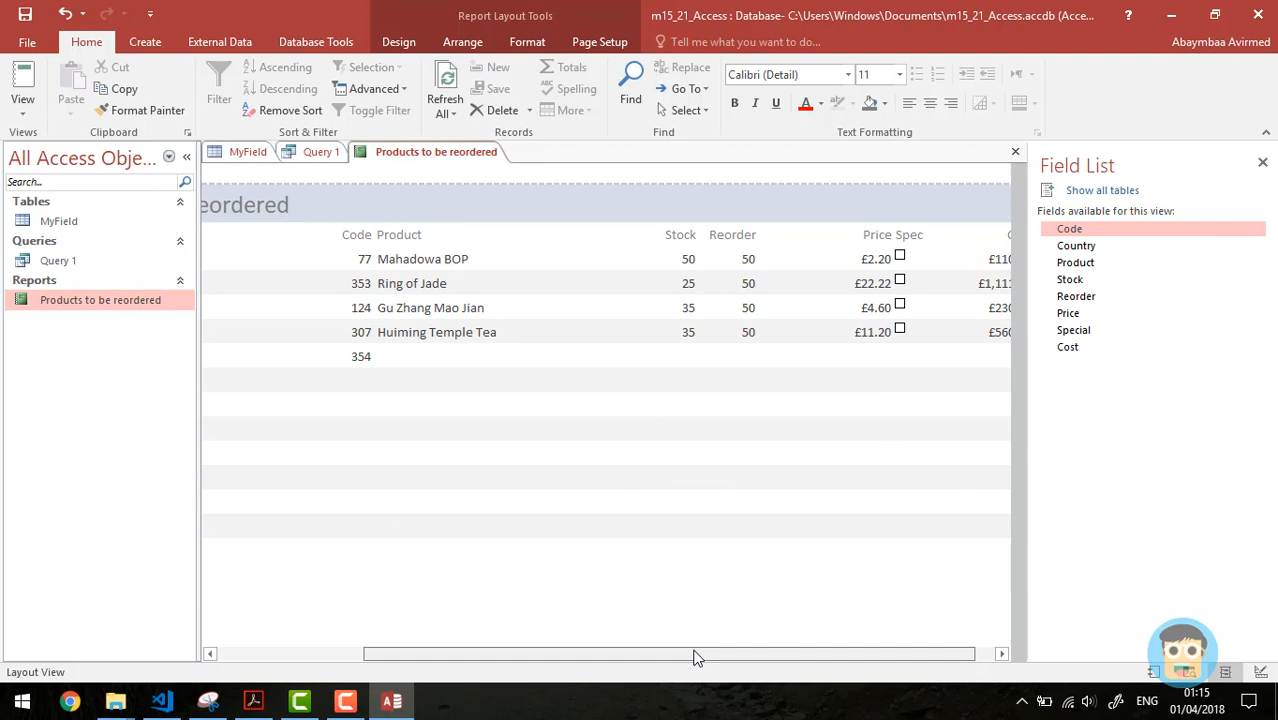 Report Layout Tools
m15_21_Access : Database- C:\Users\Windows\Documents\m15_21_Access.accdb (Acce...
?
File Home Create External Data Database Tools Design Arrange Format Page Setup Tell me what you want to do... Abaymbaa Avirmed
View
Views
Paste
Cut
Copy
Format Painter
Clipboard
Filter
Ascending
Descending
Remove Sort
Selection
Advanced
Toggle Filter
Sort & Filter
Refresh
All
New
Save
Delete
Totals
Spelling
More
Records
Find
Replace
Go To
Select
Find
Calibri (Detail) 11
B I U A
Text Formatting
All Access Obje...
Search...
Tables
MyField
Queries
Query 1
Reports
Products to be reordered
MyField Query 1 Products to be reordered
eordered
Code Product Stock Reorder Price Spec
77 Mahadowa BOP 50 50 £2.20 £110
353 Ring of Jade 25 50 £22.22 £1,111
124 Gu Zhang Mao Jian 35 50 £4.60 £230
307 Huiming Temple Tea 35 50 £11.20 £560
354
Field List
Show all tables
Fields available for this view:
Code
Country
Product
Stock
Reorder
Price
Special
Cost
Layout View
ENG
01:15
01/04/2018